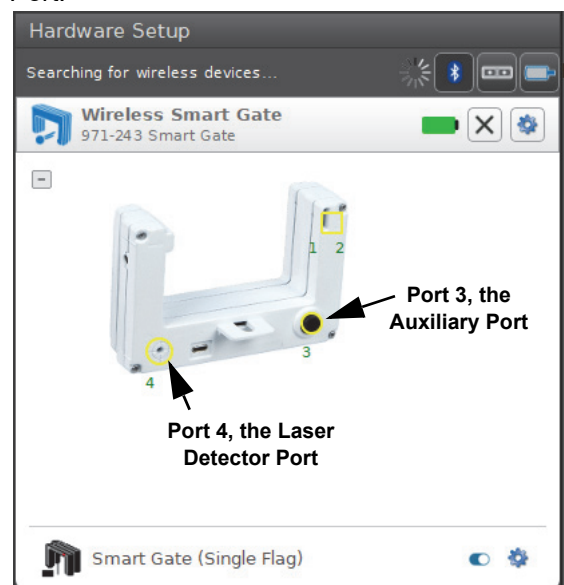 Hardware Setup
Searching for wireless devices...
Wireless Smart Gate
971-243 Smart Gate
1 2
Port 3, the
Auxiliary Port
3
4
Port 4, the Laser
Detector Port
Smart Gate (Single Flag)